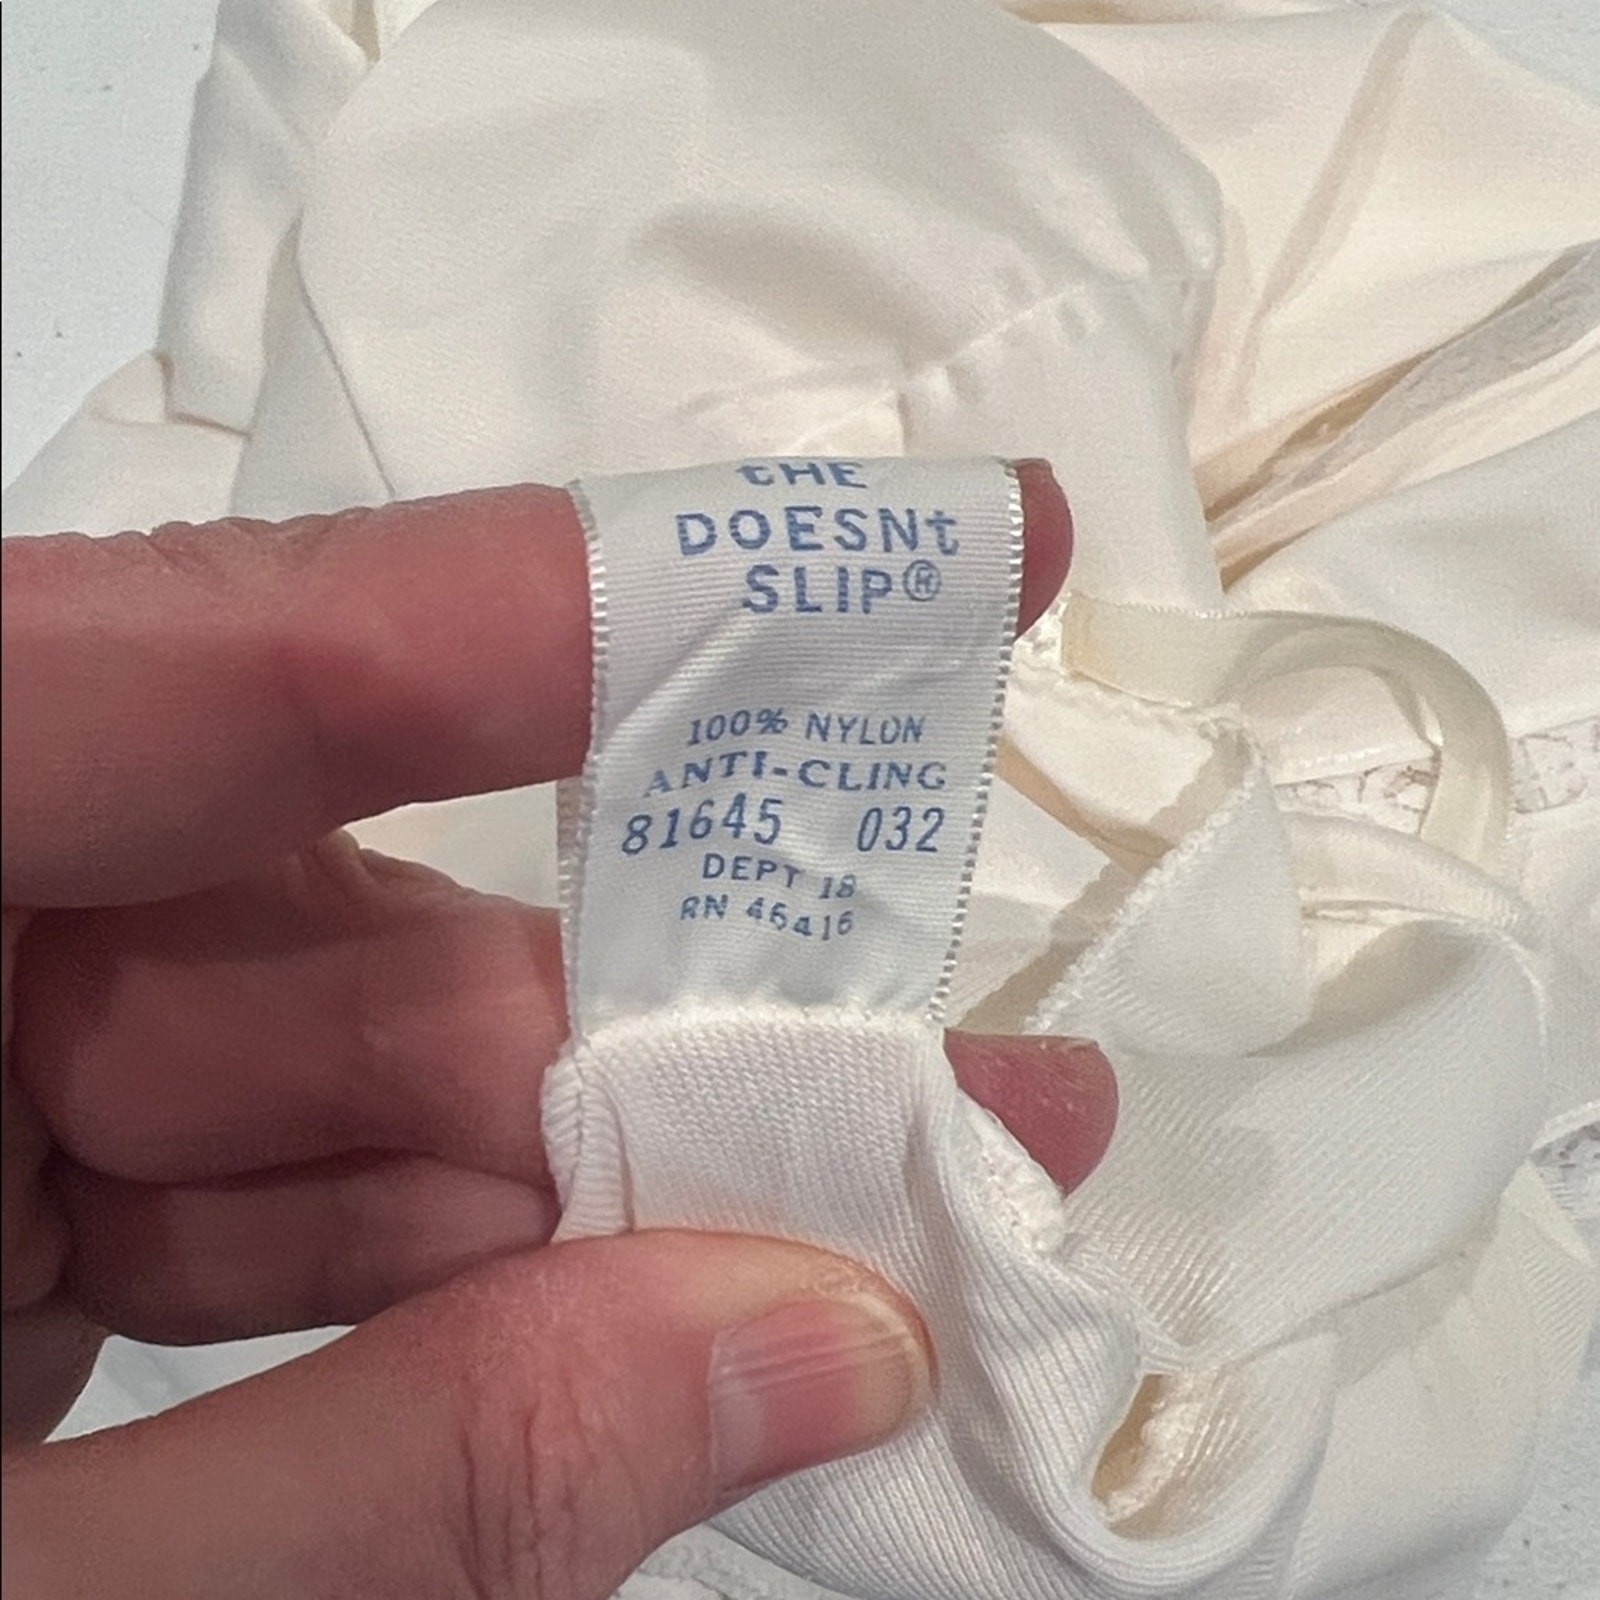 tHE
DOESNt
SLIP®
100% NYLON
ANTI-CLING
81645 032
DEPT 18
RN 46416